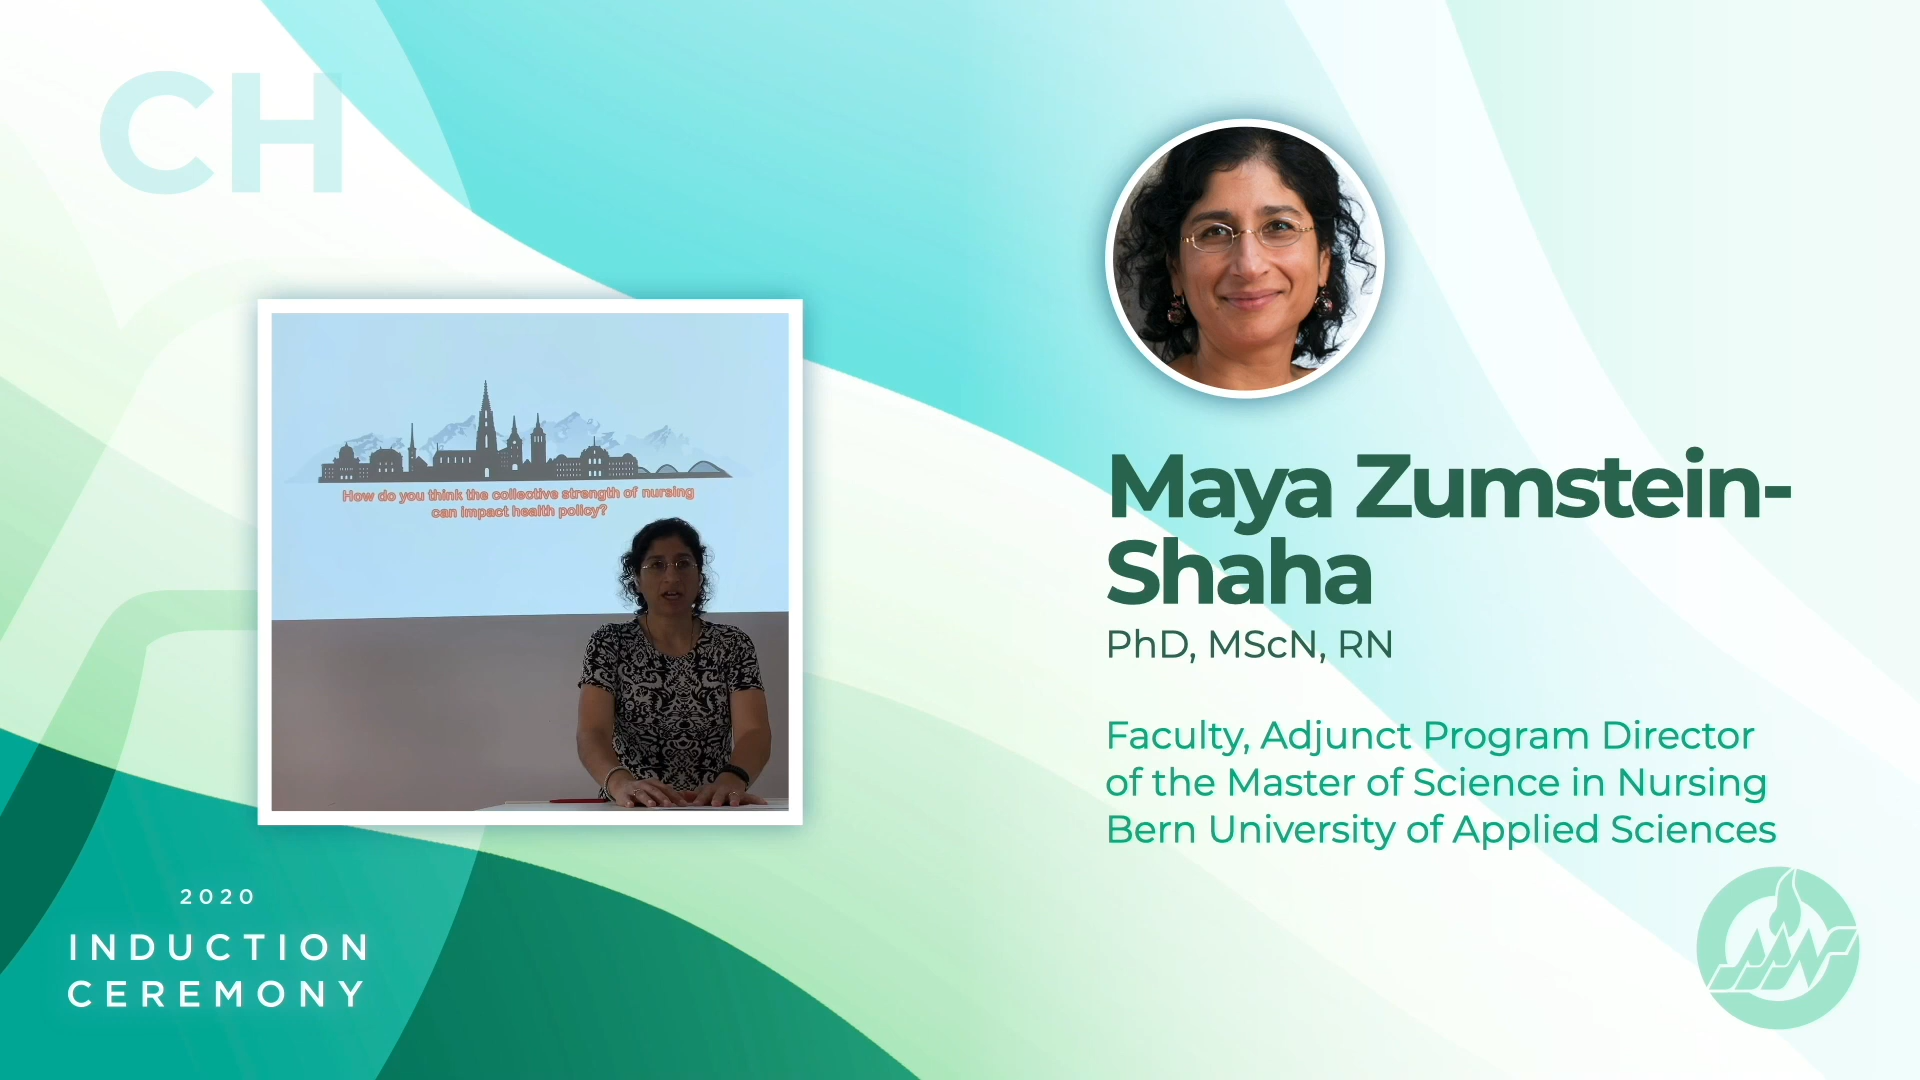 CH
How do you think the collective strength of nursing
can impact health policy?
2020
INDUCTION
CEREMONY
Maya Zumstein-
Shaha
PhD, MScN, RN
Faculty, Adjunct Program Director
of the Master of Science in Nursing
Bern University of Applied Sciences